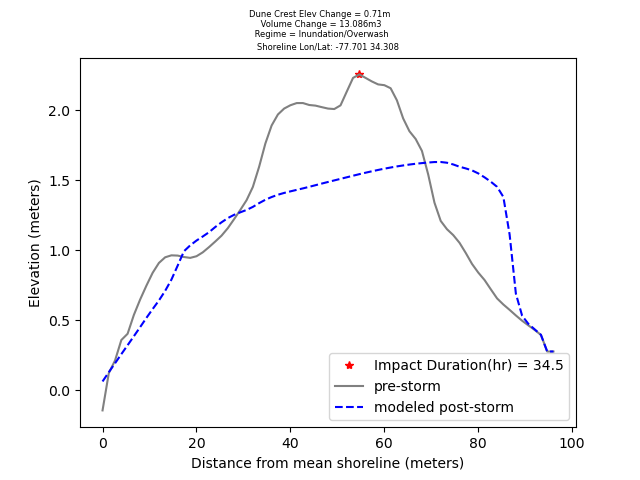 Dune Crest Elev Change = 0.71m
Volume Change = 13.086m3
Regime = Inundation/Overwash
Shoreline Lon/Lat: -77.701 34.308
Elevation (meters)
2.0
1.5
1.0
0.5
0.0
Impact Duration(hr) = 34.5
pre-storm
modeled post-storm
0 20 40 60 80 100
Distance from mean shoreline (meters)